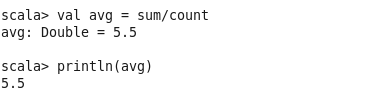 scala> val avg = sum/count
avg: Double = 5.5
scala> println(avg)
5.5